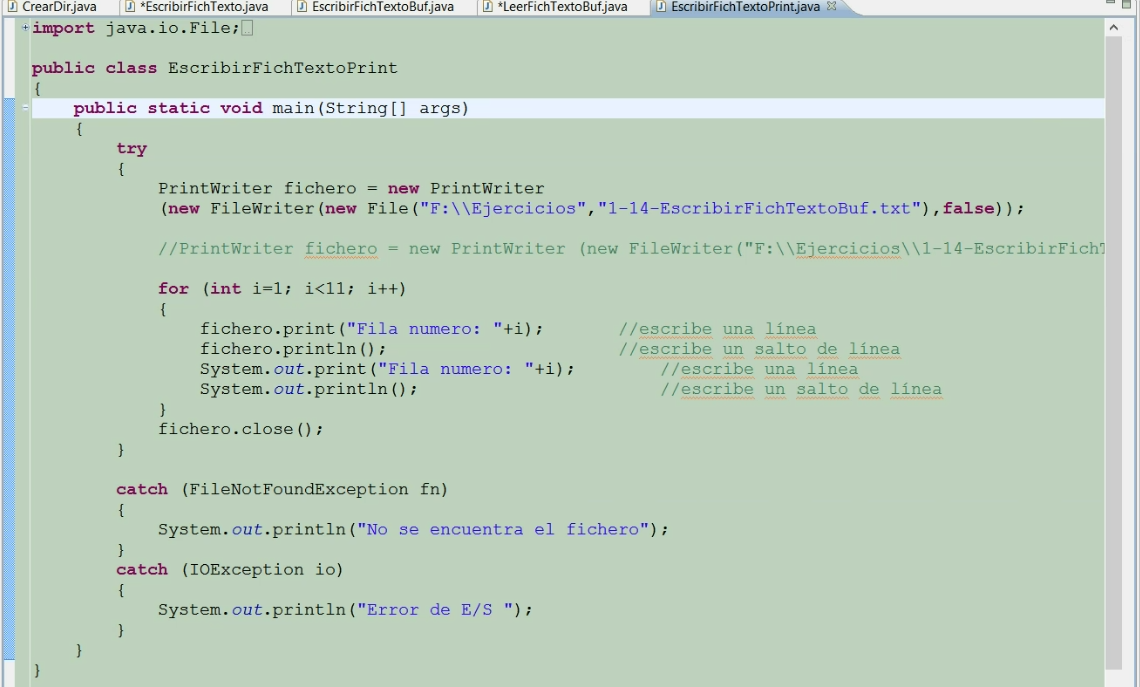 CrearDir.java *EscribirFichTexto.java EscribirFichTextoBuf.java *LeerFichTextoBuf.java EscribirFichTextoPrint.java
import java.io.File;
public class EscribirFichTextoPrint
{
public static void main(String[] args)
{
try
{
PrintWriter fichero = new PrintWriter
(new FileWriter(new File("F:\\Ejercicios","1-14-EscribirFichTextoBuf.txt"),false));
//PrintWriter fichero = new PrintWriter (new FileWriter("F:\\Ejercicios\\1-14-EscribirFichT
for (int i=1; i<11; i++)
{
fichero.print("Fila numero: "+i); //escribe una línea
fichero.println(); //escribe un salto de línea
System.out.print("Fila numero: "+i); //escribe una línea
System.out.println(); //escribe un salto de línea
}
fichero.close();
}
catch (FileNotFoundException fn)
{
System.out.println("No se encuentra el fichero");
}
catch (IOException io)
{
System.out.println("Error de E/S ");
}
}
}